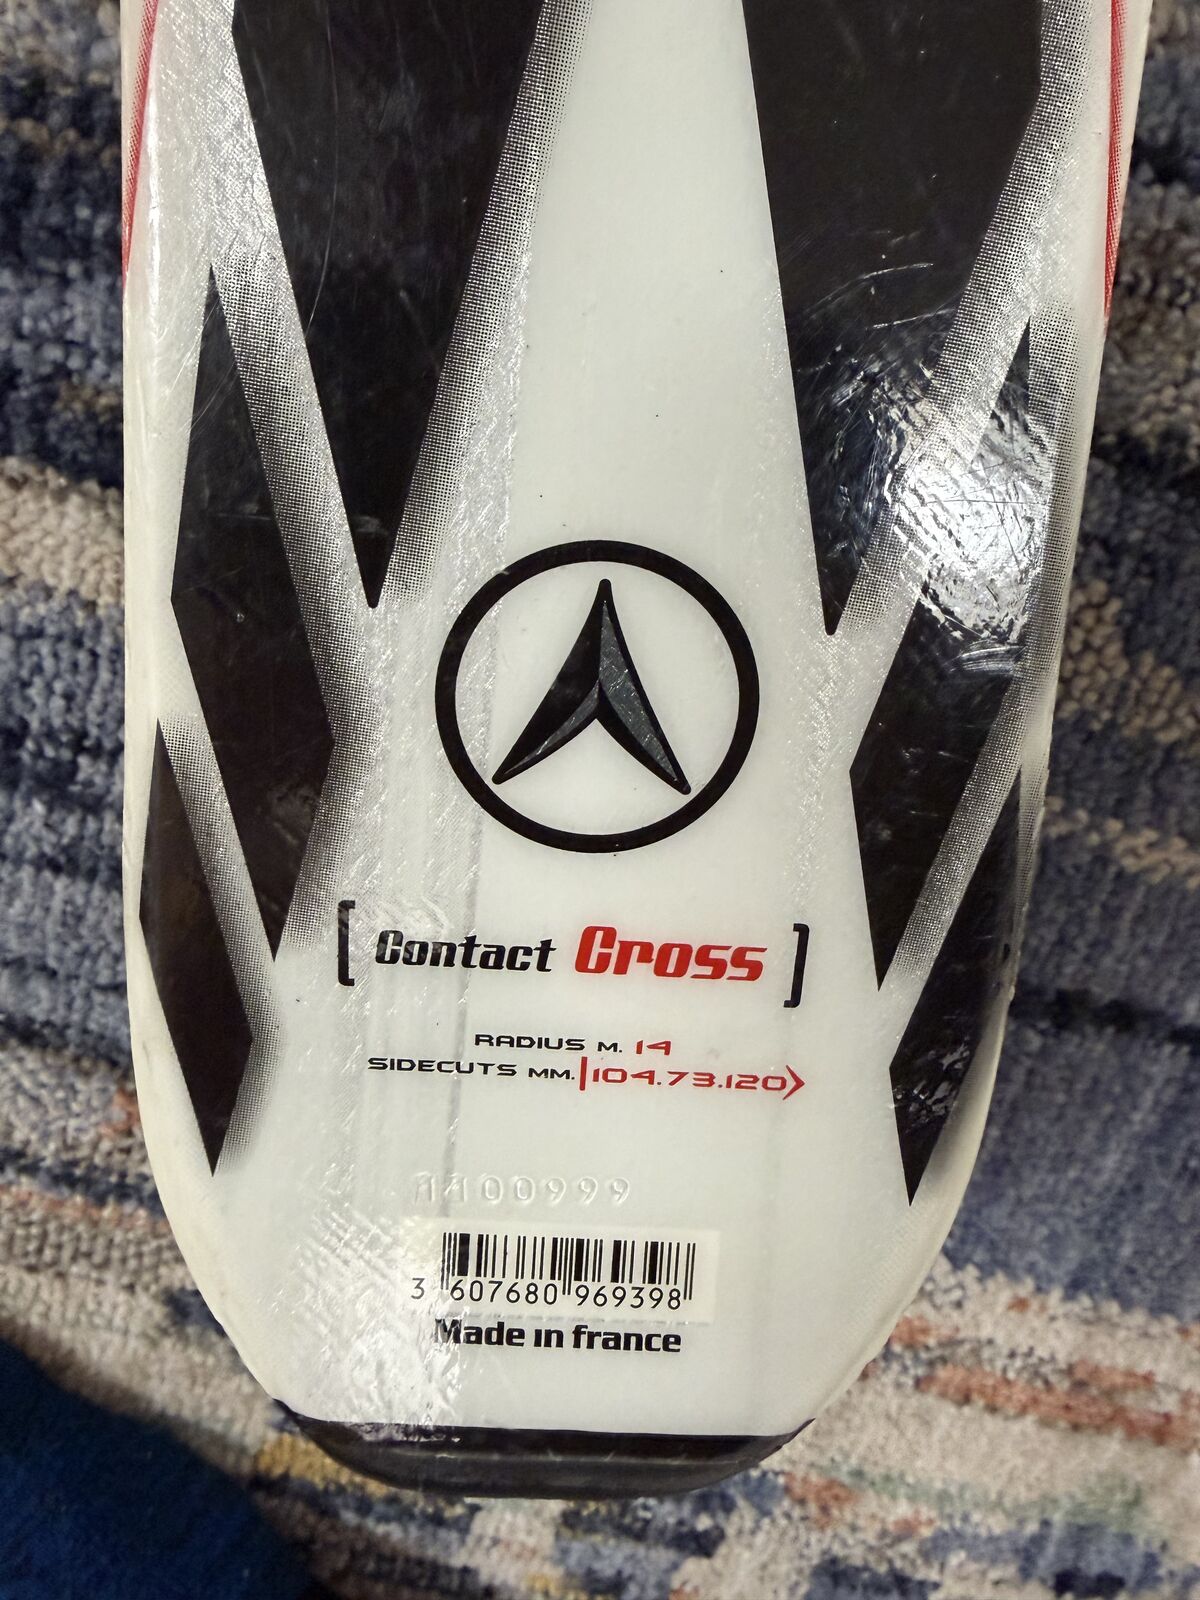 [ Contact Cross ]
RADIUS M. 14
SIDECUTS MM.|104.73.120>
3 607680 969398
Made in france